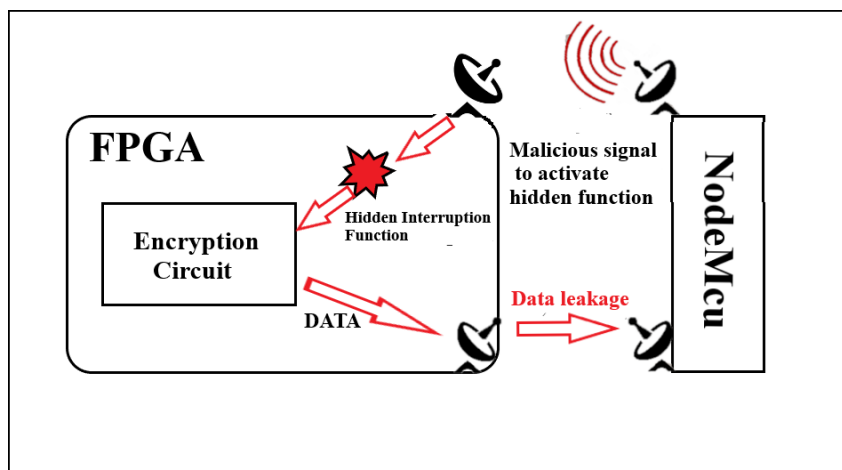 FPGA
Malicious signal
to activate
hidden function
NodeMcu
Hidden Interruption
Function
Encryption
Circuit
DATA
Data leakage